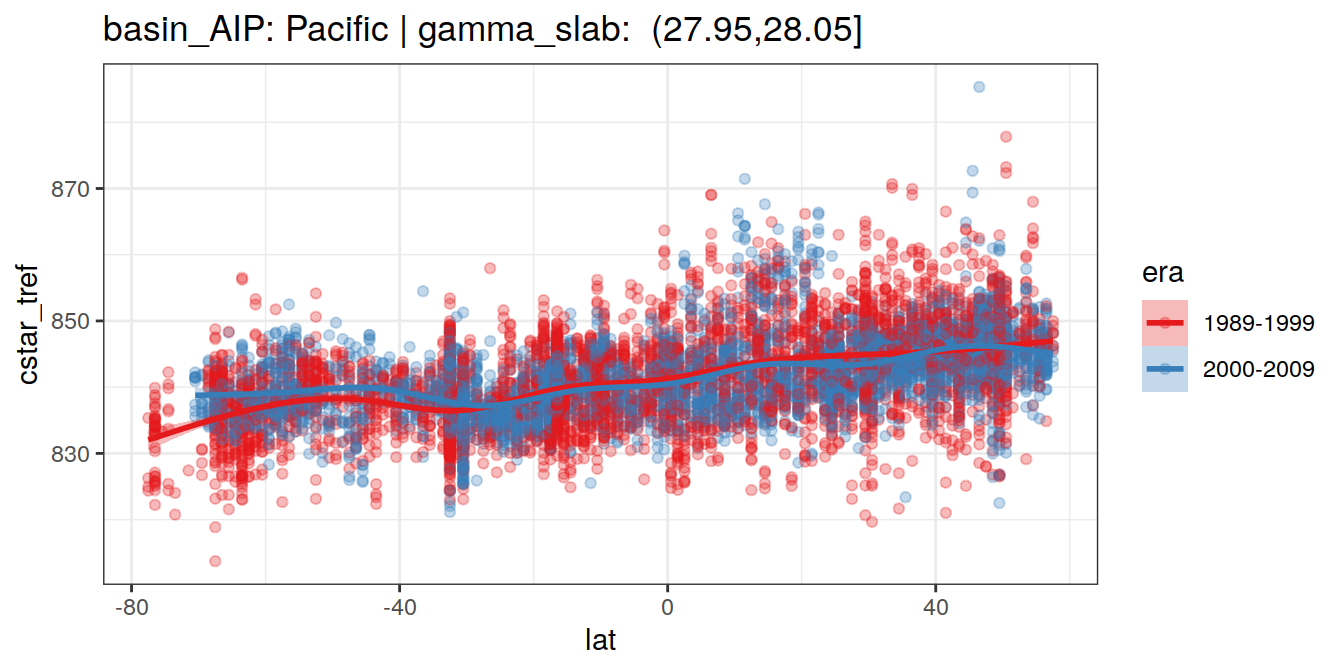 basin_AIP: Pacific | gamma_slab:  (27.95,28.05]
cstar_tref
870
850
830
-80
-40
0
40
lat
era
1989-1999
2000-2009